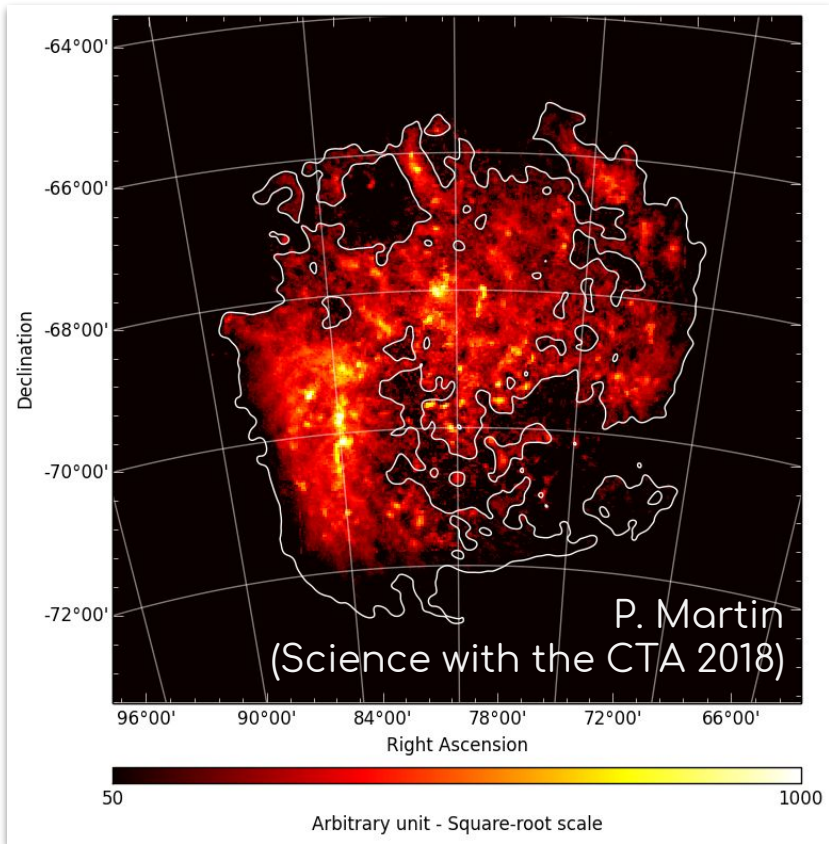 -64°00'
-66°00'
-68°00'
-70°00'
-72°00'
Declination
P. Martin
(Science with the CTA 2018)
96°00' 90°00' 84°00' 78°00' 72°00' 66°00'
Right Ascension
50 1000
Arbitrary unit - Square-root scale